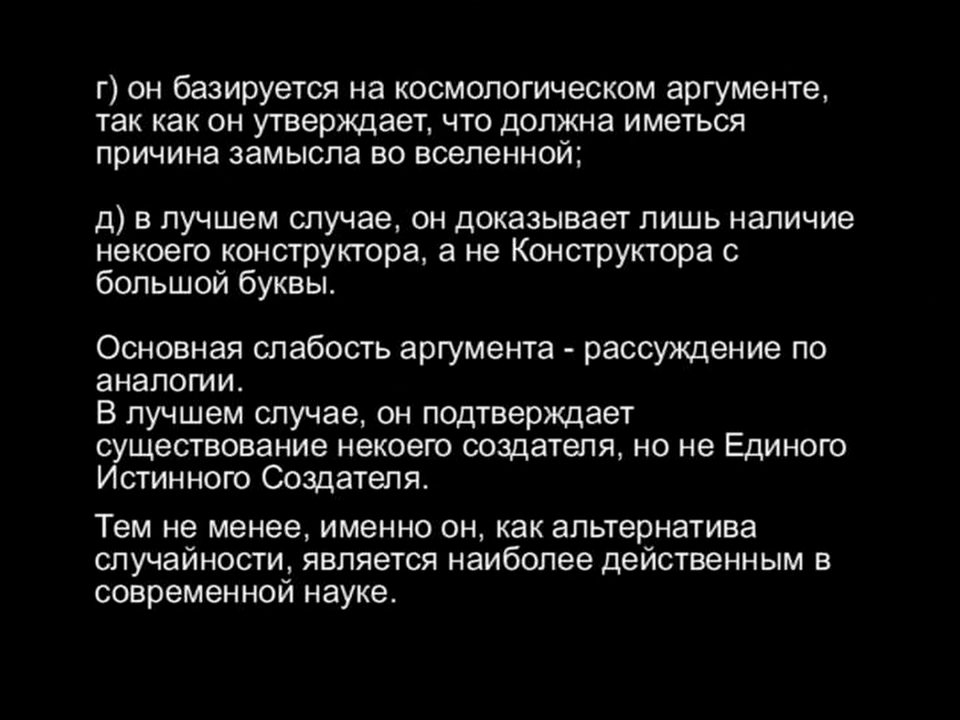 г) он базируется на космологическом аргументе,
так как он утверждает, что должна иметься
причина замысла во вселенной;
д) в лучшем случае, он доказывает лишь наличие
некоего конструктора, а не Конструктора с
большой буквы.
Основная слабость аргумента - рассуждение по
аналогии.
В лучшем случае, он подтверждает
существование некоего создателя, но не Единого
Истинного Создателя.
Тем не менее, именно он, как альтернатива
случайности, является наиболее действенным в
современной науке.